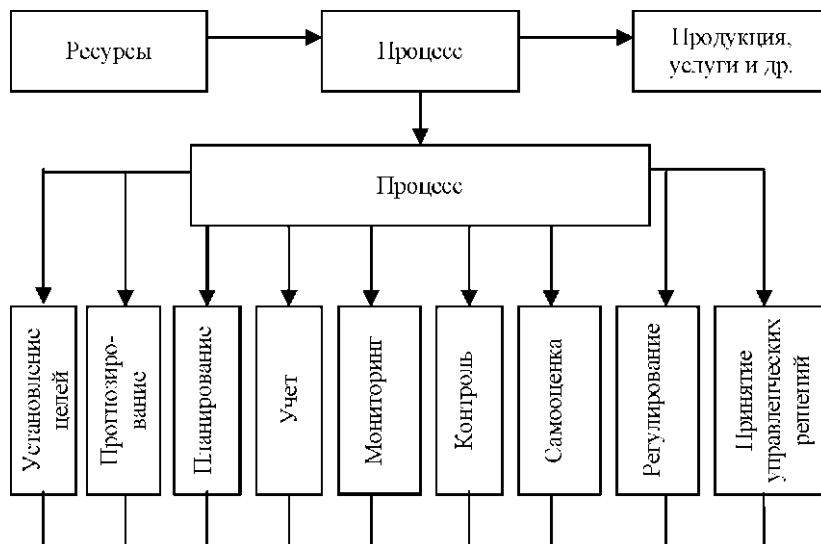 Ресурсы
Процесс
Продукция,
услуги и др.
Процесс
Установление
целей
Прогнозиро-
вание
Планирование
Учет
Мониторинг
Контроль
Самооценка
Регулирование
Принятие
управленческих
решений